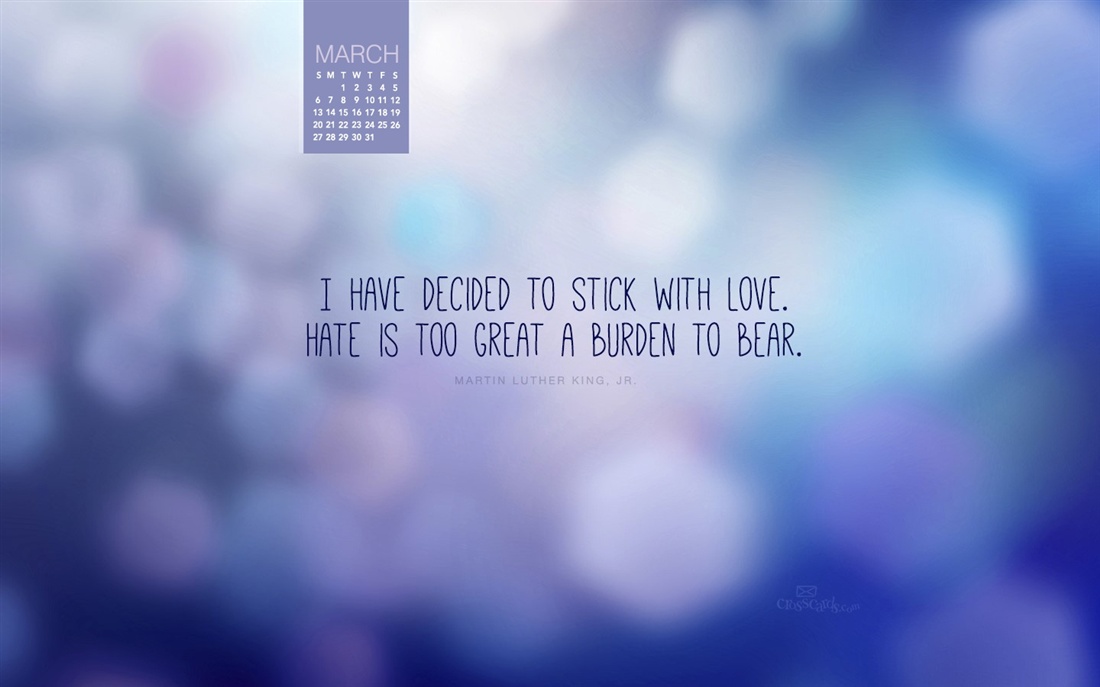 MARCH
S M T W T F S
1 2 3 4 5
6 7 8 9 10 11 12
13 14 15 16 17 18 19
20 21 22 23 24 25 26
27 28 29 30 31
I HAVE DECIDED TO STICK WITH LOVE.
HATE IS TOO GREAT A BURDEN TO BEAR.
MARTIN LUTHER KING, JR.
crosscards.com